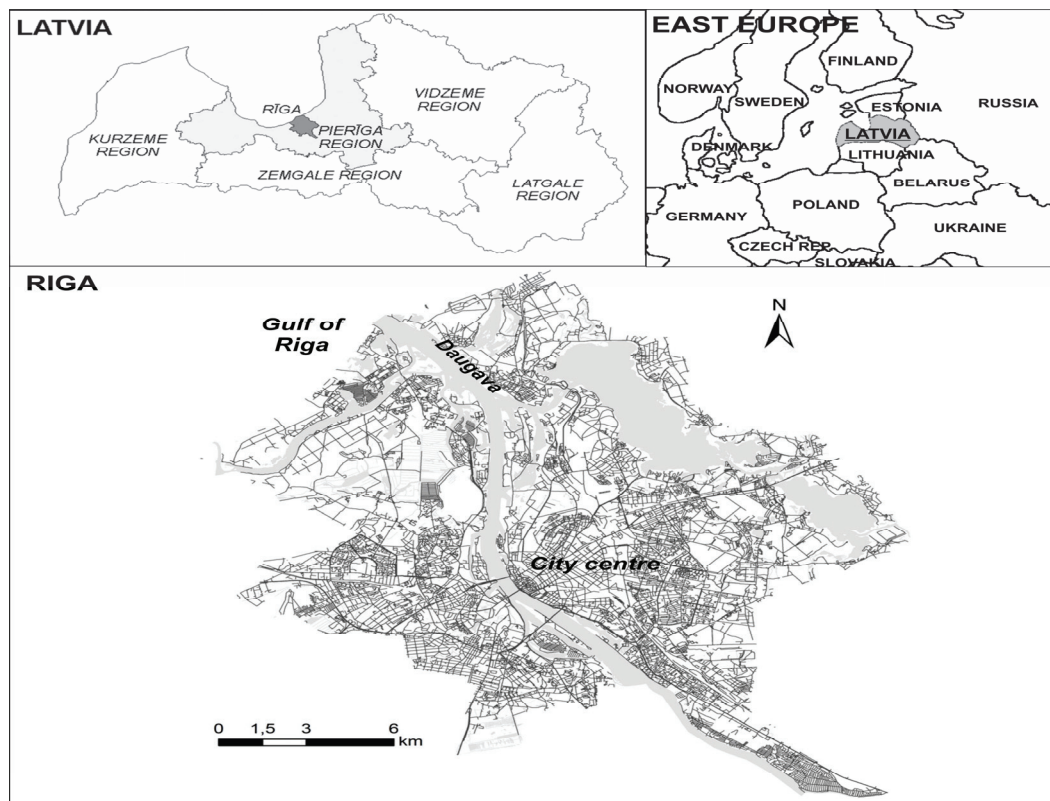 LATVIA
RĪGA
VIDZEME
REGION
KURZEME
REGION
PIERĪGA
REGION
ZEMGALE REGION
LATGALE
REGION
EAST EUROPE
FINLAND
NORWAY
SWEDEN
ESTONIA
RUSSIA
LATVIA
DENMARK
LITHUANIA
BELARUS
GERMANY
POLAND
UKRAINE
CZECH REP.
SLOVAKIA
RIGA
Gulf of
Riga
Daugava
N
City centre
0 1,5 3 6
km